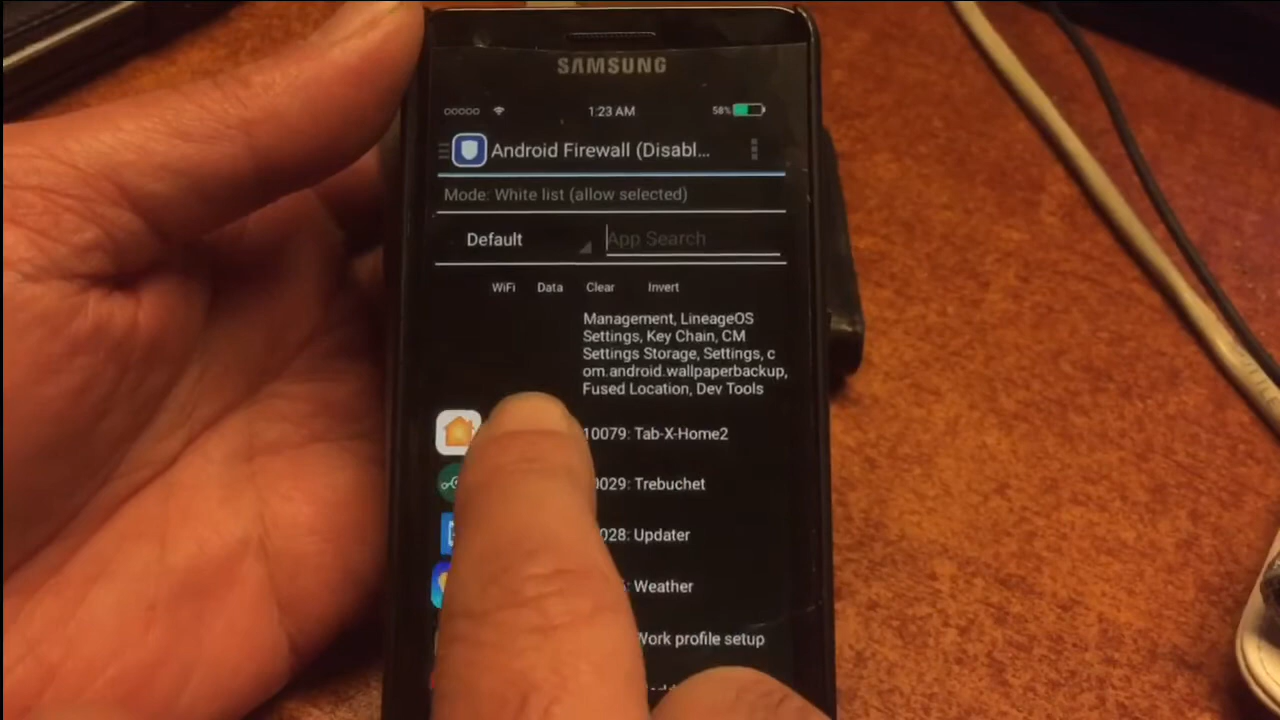 SAMSUNG
1:23 AM
58%
Android Firewall (Disabl...
Mode: White list (allow selected)
Default
App Search
WiFi Data Clear Invert
Management, LineageOS
Settings, Key Chain, CM
Settings Storage, Settings, c
om.android.wallpaperbackup,
Fused Location, Dev Tools
10079: Tab-X-Home2
0029: Trebuchet
028: Updater
: Weather
Work profile setup